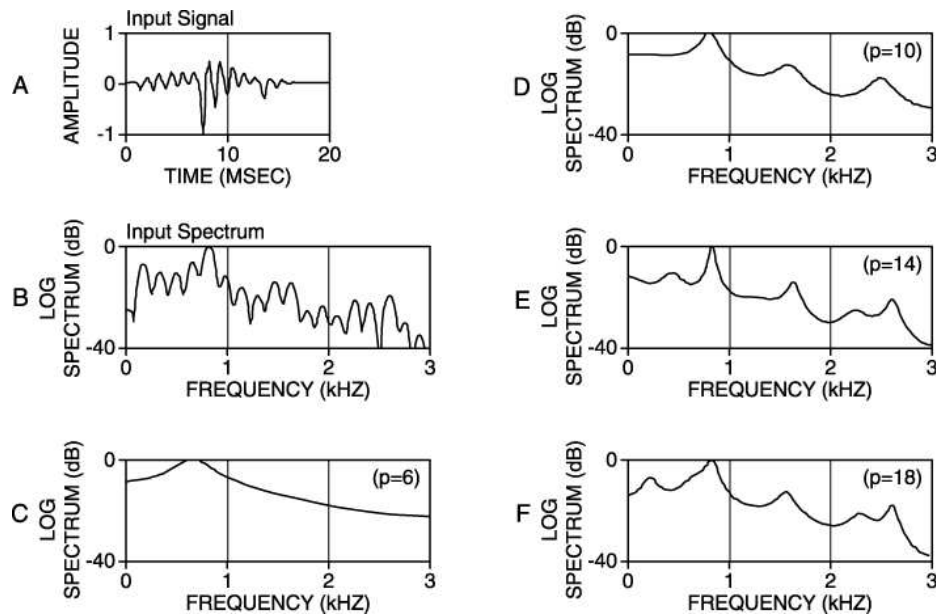 Input Signal
A
AMPLITUDE
1
0
-1
0
10
20
TIME (MSEC)
Input Spectrum
B
LOG
SPECTRUM (dB)
0
-40
0
1
2
3
FREQUENCY (kHZ)
C
LOG
SPECTRUM (dB)
0
-40
(p=6)
0
1
2
3
FREQUENCY (kHZ)
D
LOG
SPECTRUM (dB)
0
-40
(p=10)
0
1
2
3
FREQUENCY (kHZ)
E
LOG
SPECTRUM (dB)
0
-40
(p=14)
0
1
2
3
FREQUENCY (kHZ)
F
LOG
SPECTRUM (dB)
0
-40
(p=18)
0
1
2
3
FREQUENCY (kHZ)